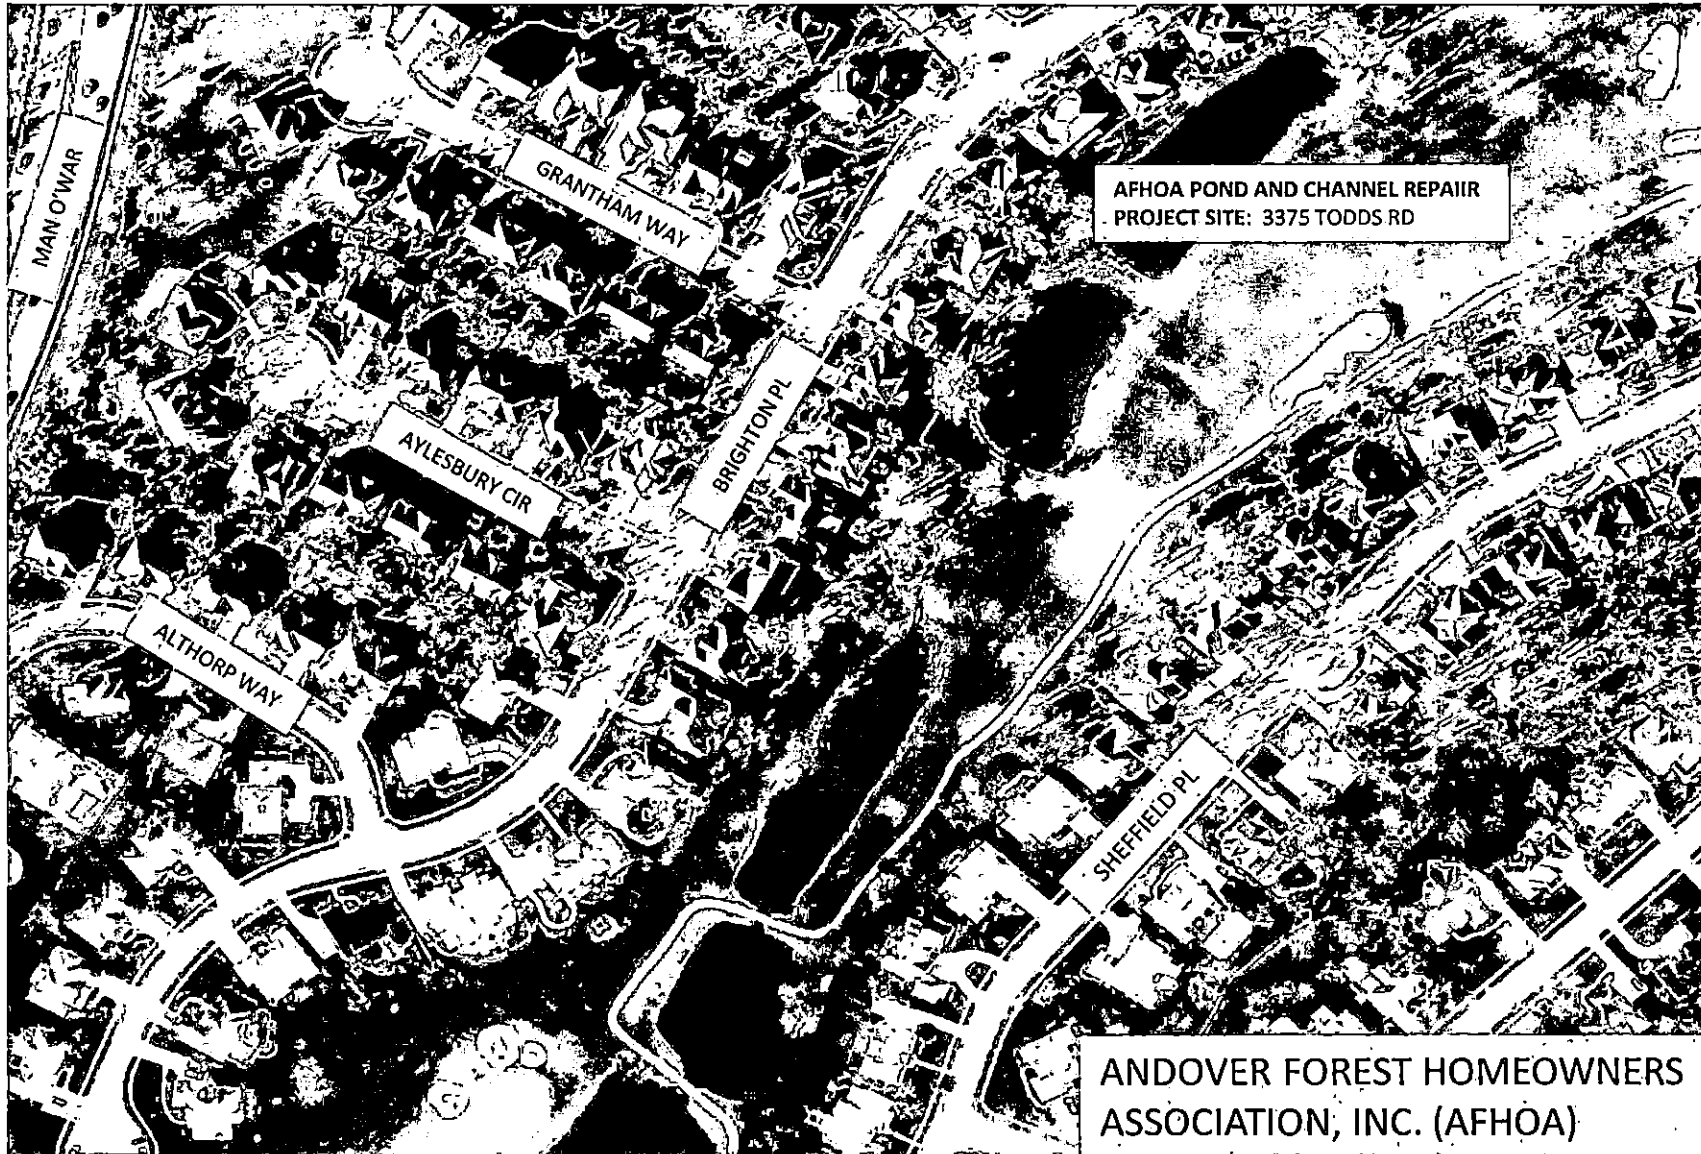 MAN O'WAR
GRANTHAM WAY
AFHOA POND AND CHANNEL REPAIIR
PROJECT SITE: 3375 TODDS RD
BRIGHTON PL
AYLESBURY CIR
ALTHORP WAY
SHEFFIELD PL
ANDOVER FOREST HOMEOWNERS
ASSOCIATION, INC. (AFHOA)